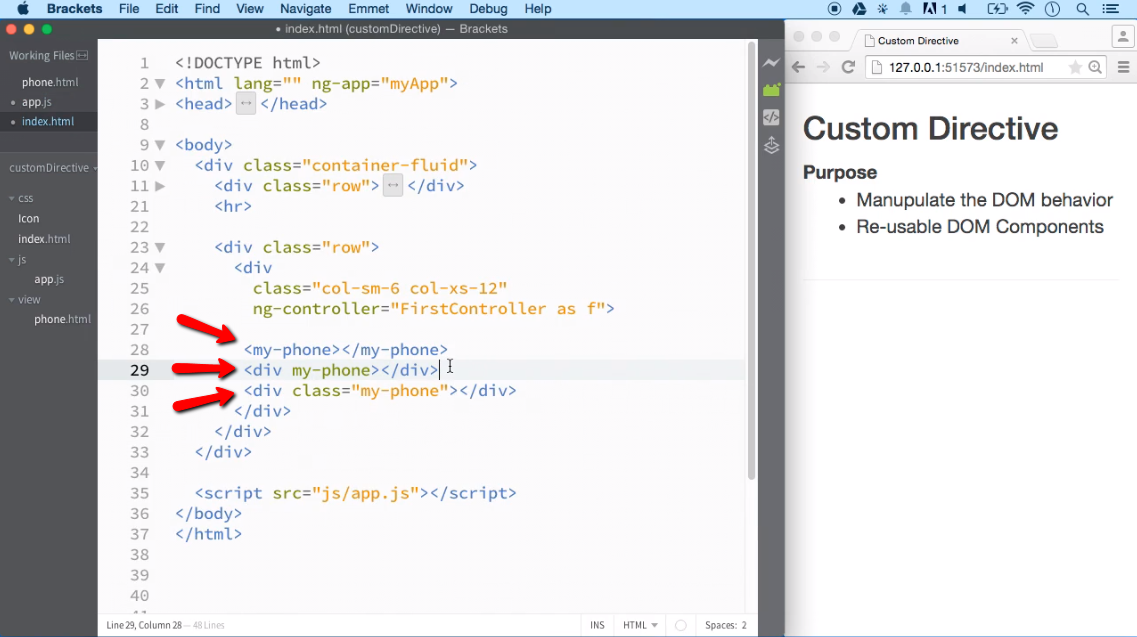 Brackets File Edit Find View Navigate Emmet Window Debug Help 1
index.html (customDirective) — Brackets
Working Files
phone.html
app.js
index.html
customDirective
css
Icon
index.html
js
app.js
view
phone.html
1 <!DOCTYPE html>
2 <html lang="" ng-app="myApp">
3 <head> ↔ </head>
8
9 <body>
10 <div class="container-fluid">
11 <div class="row"> ↔ </div>
21 <hr>
22
23 <div class="row">
24 <div
25 class="col-sm-6 col-xs-12"
26 ng-controller="FirstController as f">
27
28 <my-phone></my-phone>
29 <div my-phone></div>
30 <div class="my-phone"></div>
31 </div>
32 </div>
33 </div>
34
35 <script src="js/app.js"></script>
36 </body>
37 </html>
38
39
40
Line 29, Column 28 — 48 Lines
INS HTML Spaces: 2
Custom Directive
127.0.0.1:51573/index.html
Custom Directive
Purpose
• Manupulate the DOM behavior
• Re-usable DOM Components